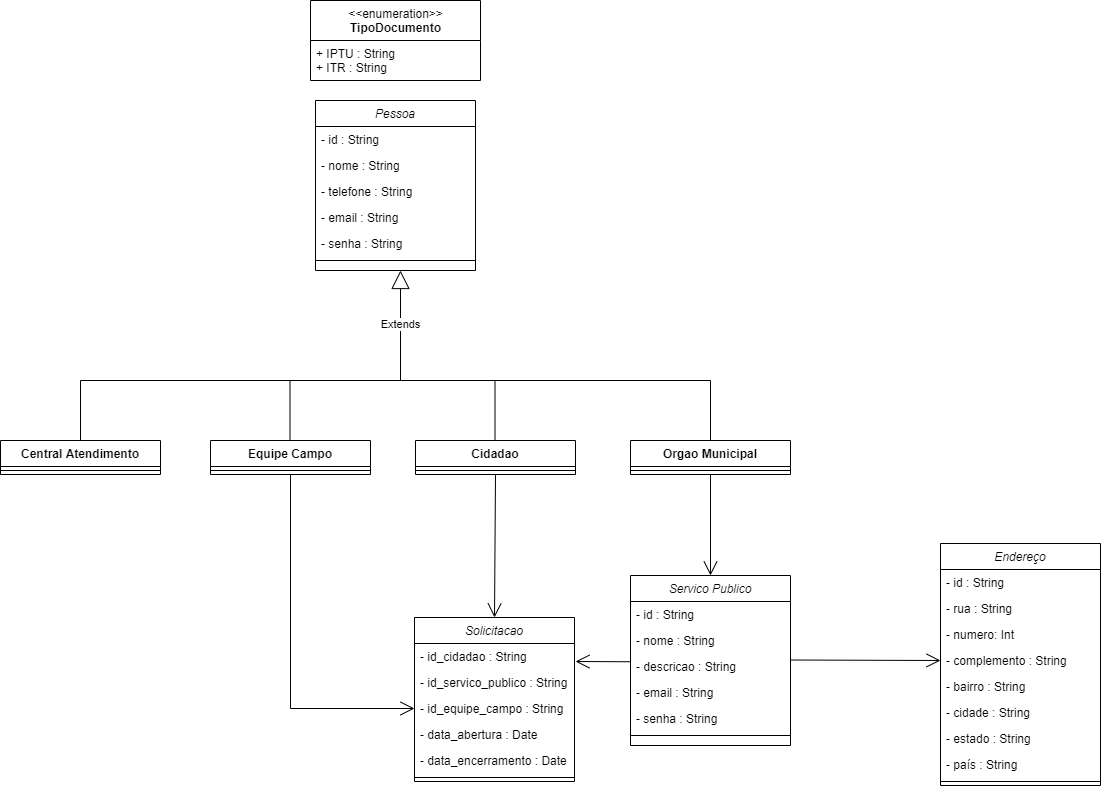 <<enumeration>>
TipoDocumento
+ IPTU : String
+ ITR : String
Pessoa
- id : String
- nome : String
- telefone : String
- email : String
- senha : String
Extends
Central Atendimento
Equipe Campo
Cidadao
Orgao Municipal
Solicitacao
- id_cidadao : String
- id_servico_publico : String
- id_equipe_campo : String
- data_abertura : Date
- data_encerramento : Date
Servico Publico
- id : String
- nome : String
- descricao : String
- email : String
- senha : String
Endereço
- id : String
- rua : String
- numero: Int
- complemento : String
- bairro : String
- cidade : String
- estado : String
- país : String